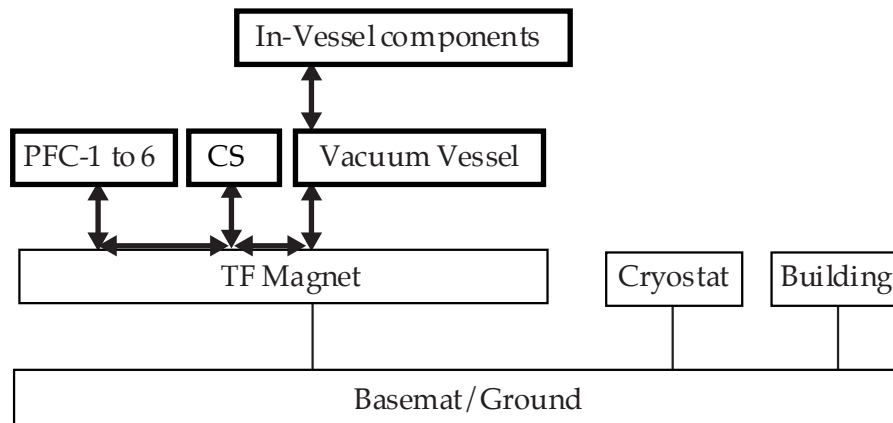 In-Vessel components
PFC-1 to 6
CS
Vacuum Vessel
TF Magnet
Cryostat
Building
Basemat/Ground